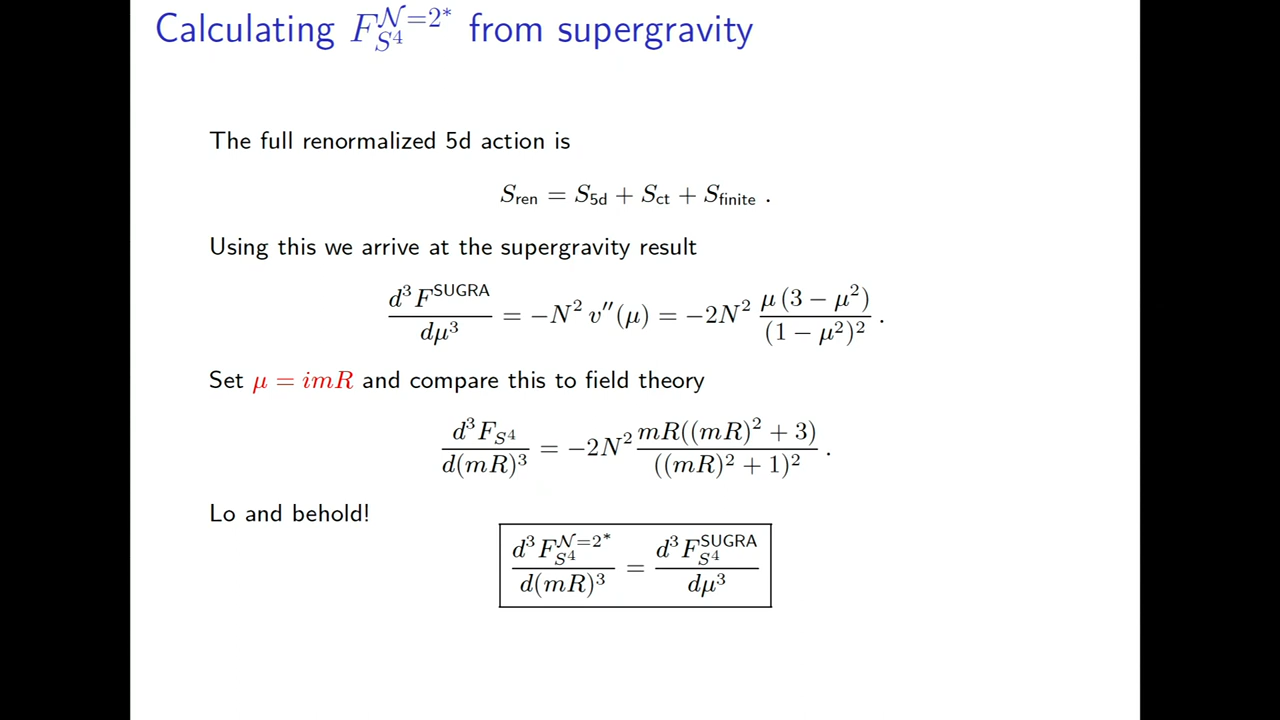 Calculating $F_{S^4}^{\mathcal{N}=2^*}$ from supergravity
The full renormalized 5d action is
$S_{\text{ren}} = S_{\text{5d}} + S_{\text{ct}} + S_{\text{finite}}\ .$
Using this we arrive at the supergravity result
$\frac{d^3 F^{\text{SUGRA}}}{d\mu^3} = -N^2\, v''(\mu) = -2N^2\, \frac{\mu\,(3-\mu^2)}{(1-\mu^2)^2}\ .$
Set $\mu = imR$ and compare this to field theory
$\frac{d^3 F_{S^4}}{d(mR)^3} = -2N^2 \frac{mR((mR)^2+3)}{((mR)^2+1)^2}\ .$
Lo and behold!
$\frac{d^3 F_{S^4}^{\mathcal{N}=2^*}}{d(mR)^3} = \frac{d^3 F_{S^4}^{\text{SUGRA}}}{d\mu^3}$